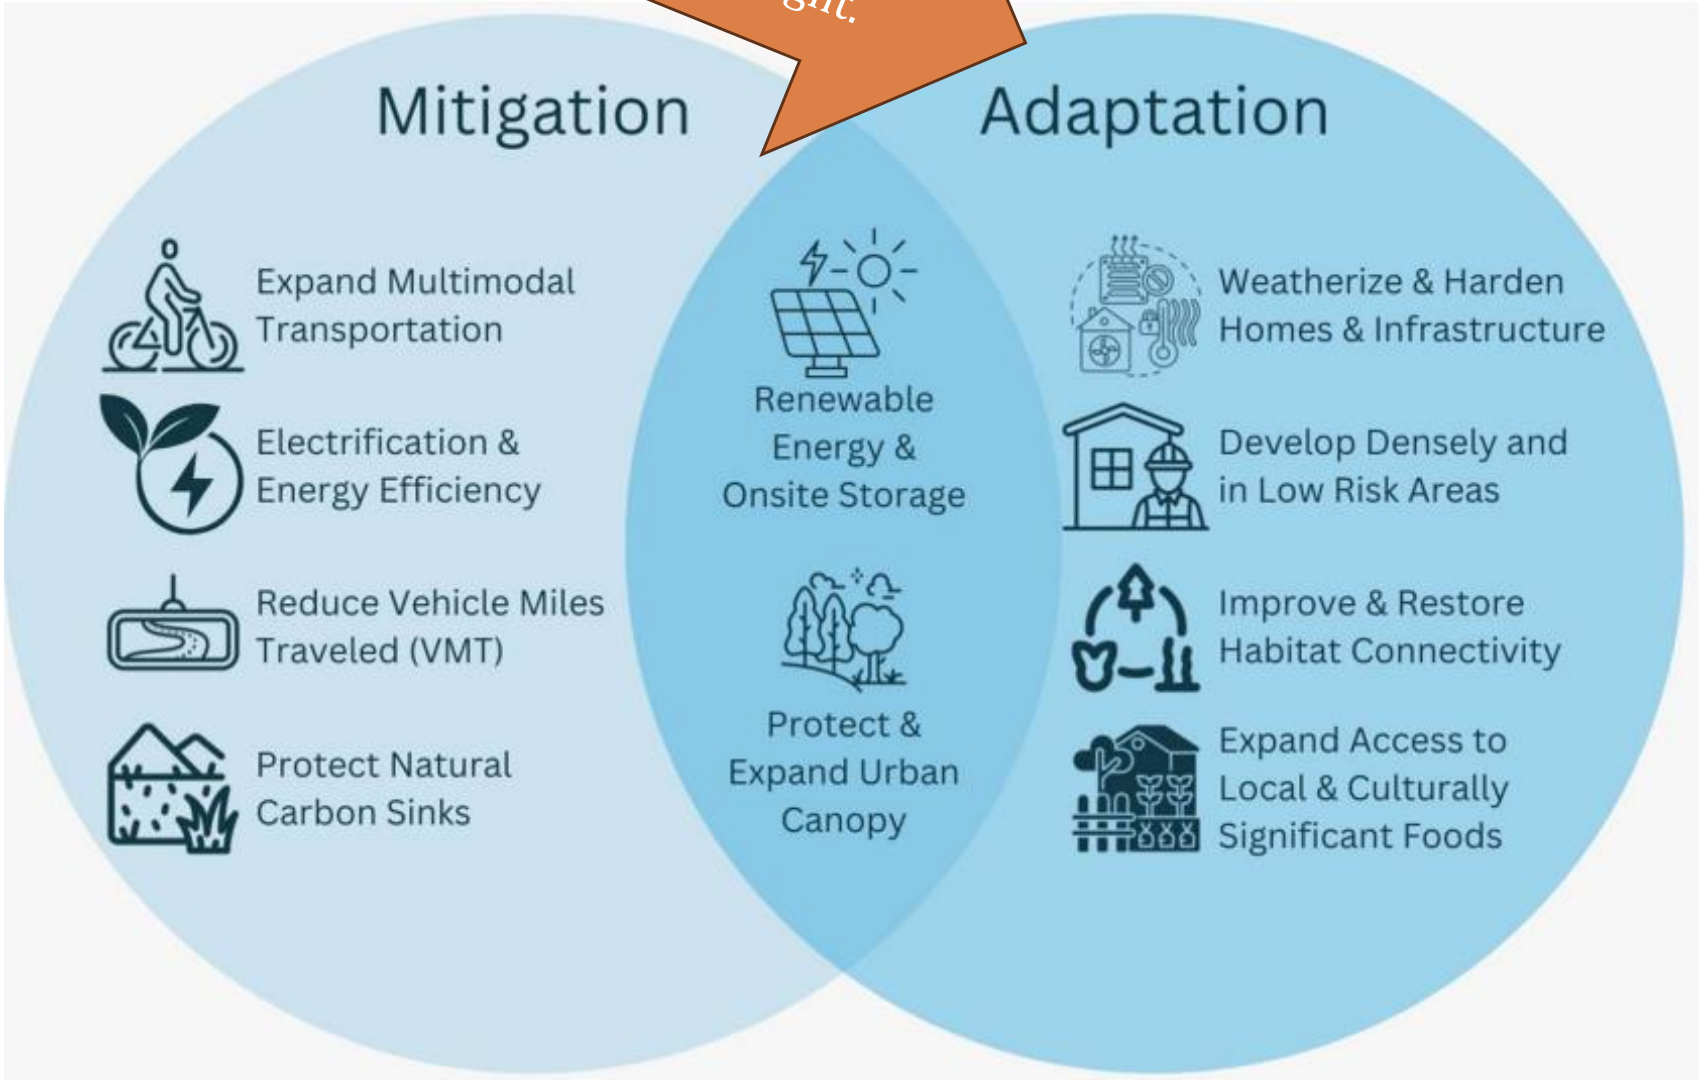 Mitigation
Expand Multimodal
Transportation
Electrification &
Energy Efficiency
Reduce Vehicle Miles
Traveled (VMT)
Protect Natural
Carbon Sinks
Renewable
Energy &
Onsite Storage
Protect &
Expand Urban
Canopy
Adaptation
Weatherize & Harden
Homes & Infrastructure
Develop Densely and
in Low Risk Areas
Improve & Restore
Habitat Connectivity
Expand Access to
Local & Culturally
Significant Foods